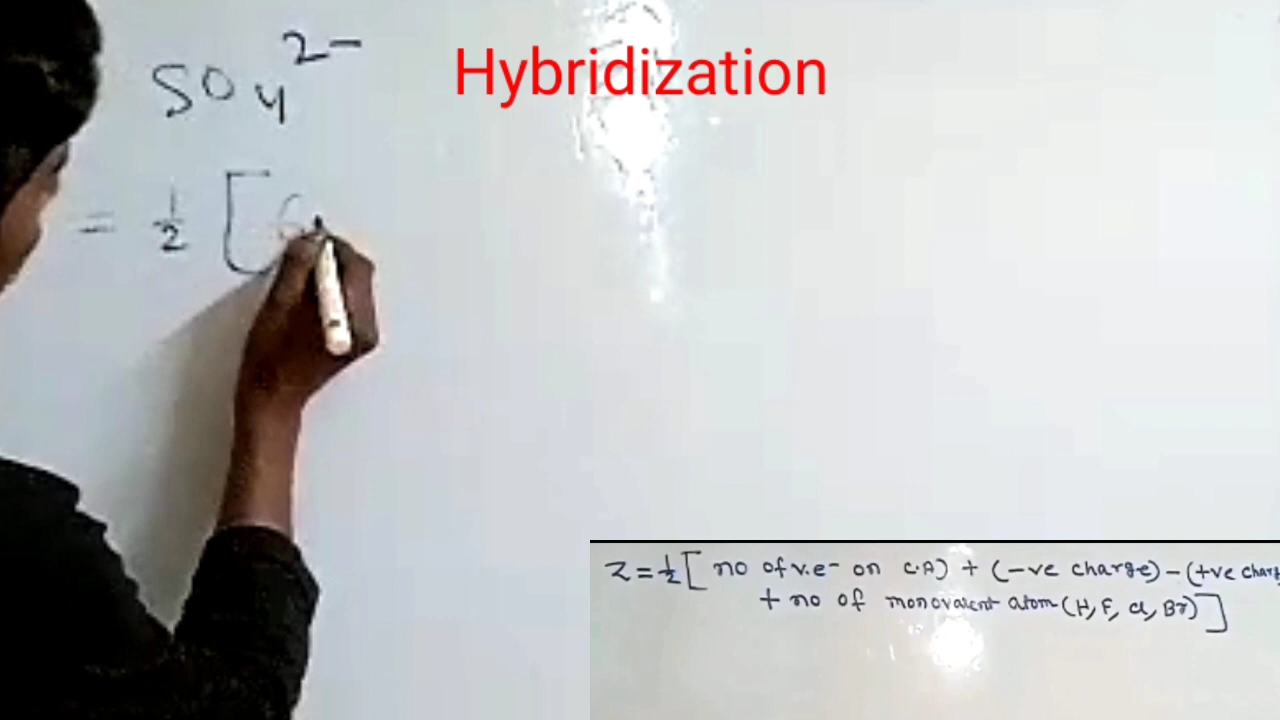 Hybridization
SO4 2-
= 1/2 [ 6
Z = 1/2 [ no of v.e- on C.A) + (-ve charge) - (+ve charg
+ no of monovalent atom (H, F, Cl, Br) ]